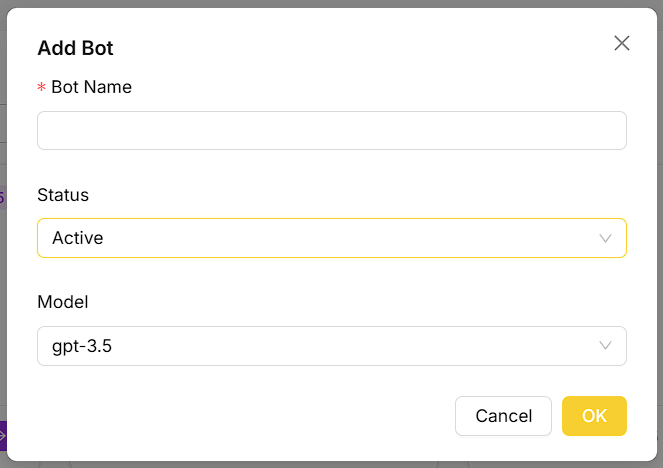 Add Bot
* Bot Name
Status
Active
Model
gpt-3.5
Cancel
OK